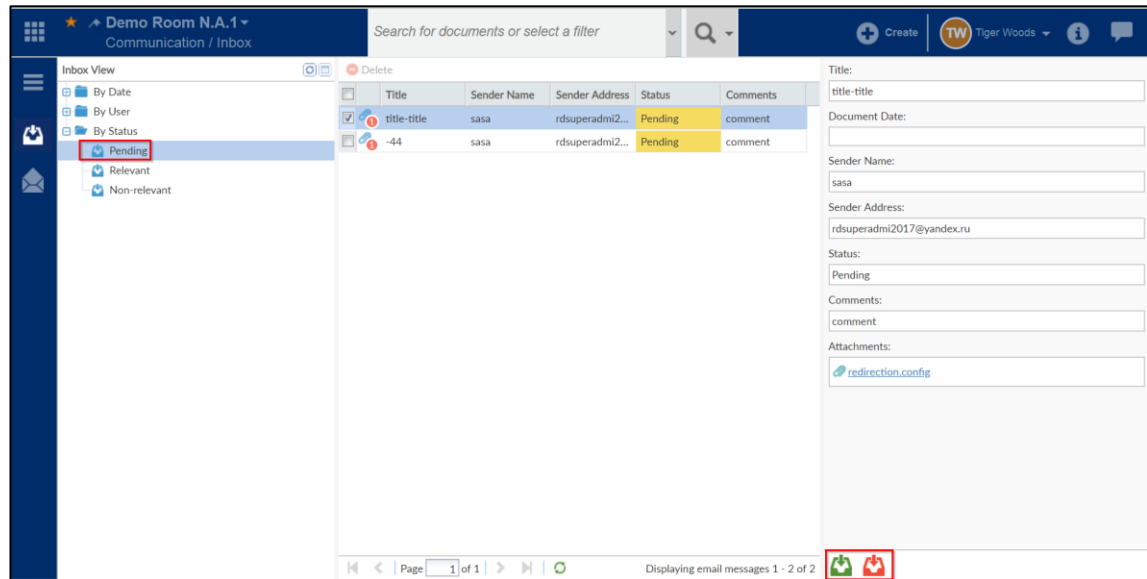 Demo Room N.A.1
Communication / Inbox
Search for documents or select a filter
Create
TW
Tiger Woods
Inbox View
By Date
By User
By Status
Pending
Relevant
Non-relevant
Delete
Title Sender Name Sender Address Status Comments
1 title-title sasa rdsuperadmi2... Pending comment
1 -44 sasa rdsuperadmi2... Pending comment
Page 1 of 1
Displaying email messages 1 - 2 of 2
Title:
title-title
Document Date:
Sender Name:
sasa
Sender Address:
rdsuperadmi2017@yandex.ru
Status:
Pending
Comments:
comment
Attachments:
redirection.config